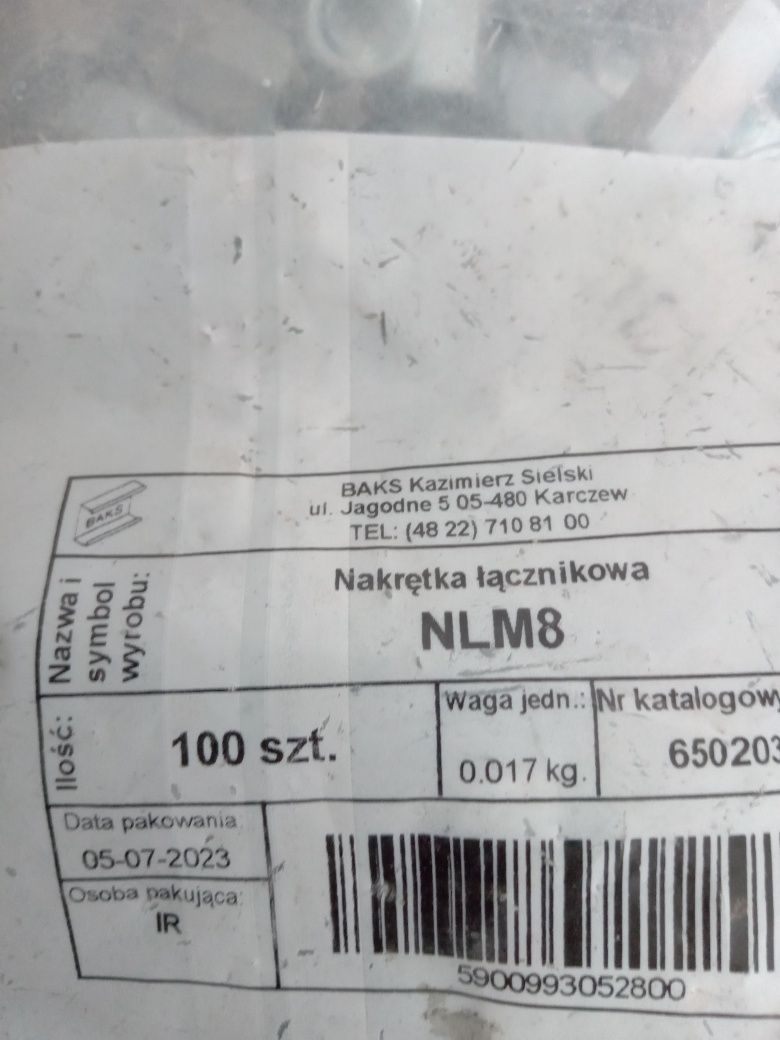 BAKS
BAKS Kazimierz Sielski
ul. Jagodne 5 05-480 Karczew
TEL: (48 22) 710 81 00
Nazwa i
symbol
wyrobu:
Nakrętka łącznikowa
NLM8
Ilość:
100 szt.
Waga jedn.:
0.017 kg.
Nr katalogowy
650203
Data pakowania
05-07-2023
Osoba pakująca:
IR
5900993052800